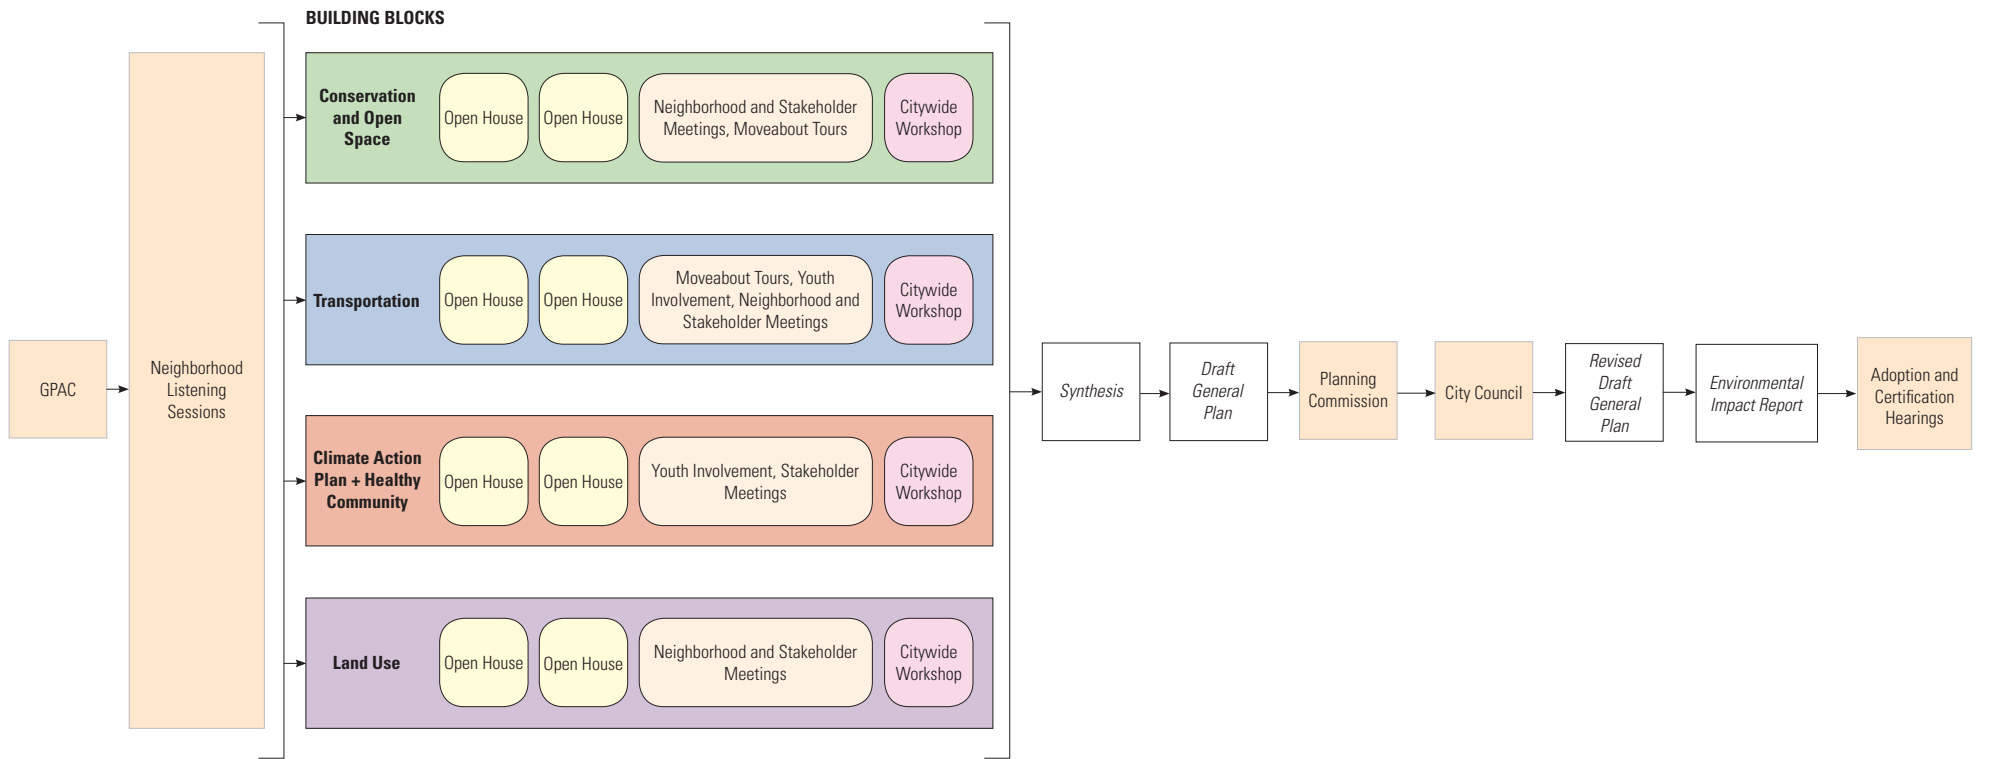 BUILDING BLOCKS
GPAC
Neighborhood
Listening
Sessions
Conservation
and Open
Space
Open House
Open House
Neighborhood and Stakeholder
Meetings, Moveabout Tours
Citywide
Workshop
Transportation
Open House
Open House
Moveabout Tours, Youth
Involvement, Neighborhood and
Stakeholder Meetings
Citywide
Workshop
Climate Action
Plan + Healthy
Community
Open House
Open House
Youth Involvement, Stakeholder
Meetings
Citywide
Workshop
Land Use
Open House
Open House
Neighborhood and Stakeholder
Meetings
Citywide
Workshop
Synthesis
Draft
General
Plan
Planning
Commission
City Council
Revised
Draft
General
Plan
Environmental
Impact Report
Adoption and
Certification
Hearings